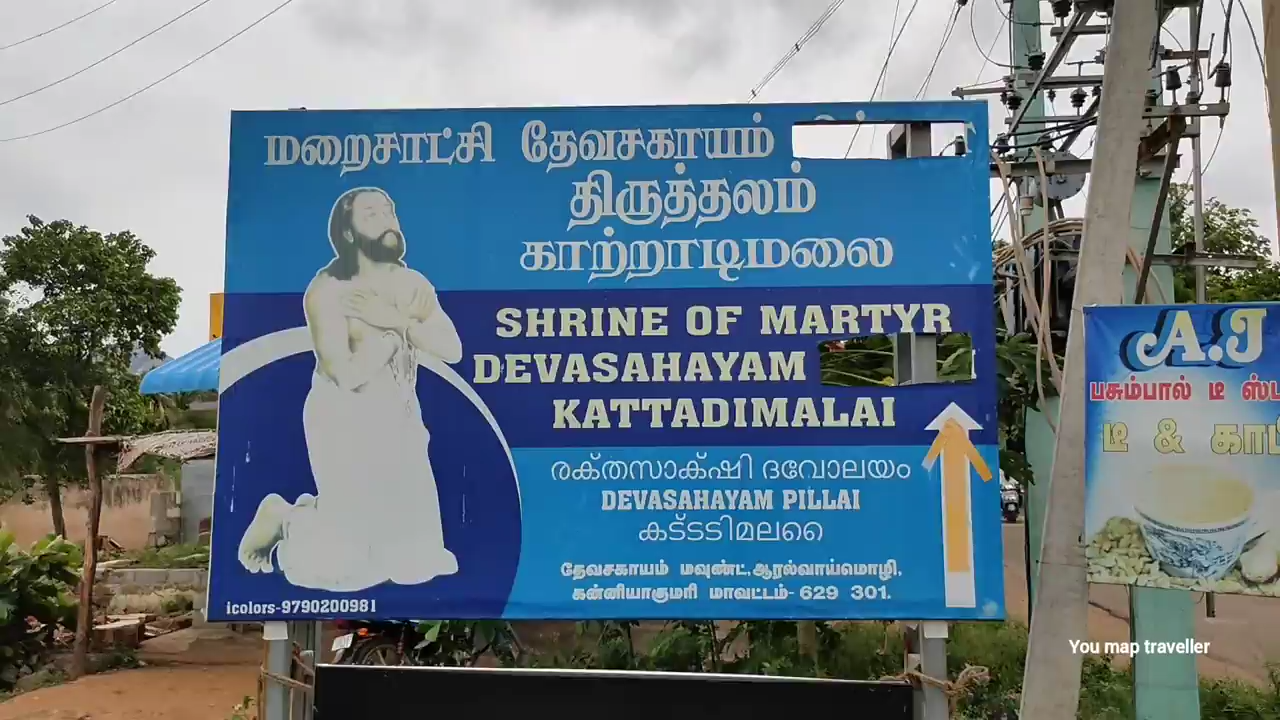 மறைசாட்சி தேவசகாயம்
திருத்தலம்
காற்றாடிமலை
SHRINE OF MARTYR
DEVASAHAYAM
KATTADIMALAI
രക്തസാക്ഷി ദവോലയം
DEVASAHAYAM PILLAI
കട്ടടിമലൈ
தேவசகாயம் மவுண்ட்,ஆரல்வாய்மொழி,
கன்னியாகுமரி மாவட்டம்- 629 301.
icolors-9790200981
A.J
பசும்பால் டீ
டீ &
You map traveller